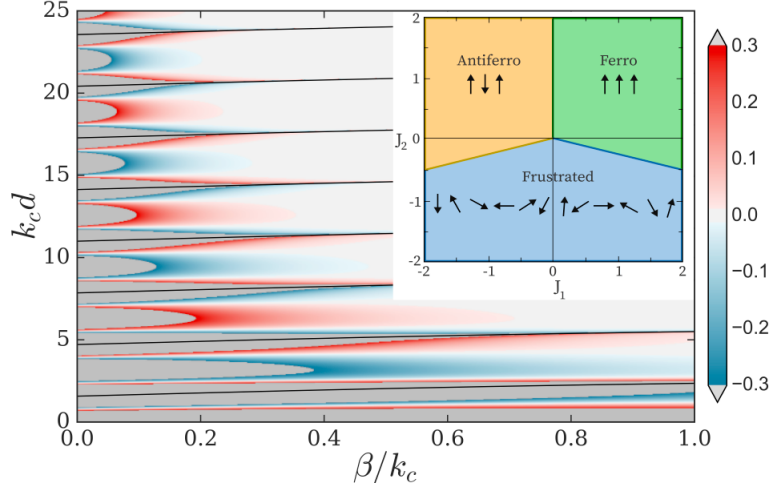 25
20
15
10
5
0
k_c d
0.0 0.2 0.4 0.6 0.8 1.0
β/k_c
2
1
0
-1
-2
J_2
-2 -1 0 1 2
J_1
Antiferro
Ferro
Frustrated
0.3
0.2
0.1
0.0
−0.1
−0.2
−0.3